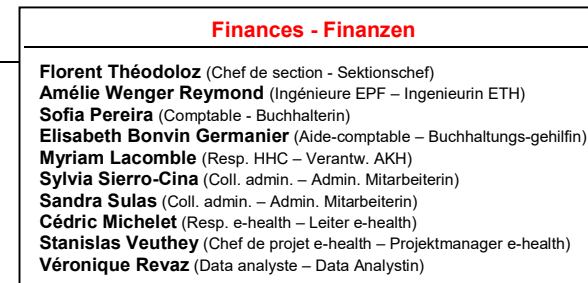 Finances - Finanzen
Florent Théodoloz (Chef de section - Sektionschef)
Amélie Wenger Reymond (Ingénieure EPF – Ingenieurin ETH)
Sofia Pereira (Comptable - Buchhalterin)
Elisabeth Bonvin Germanier (Aide-comptable – Buchhaltungs-gehilfin)
Myriam Lacomble (Resp. HHC – Verantw. AKH)
Sylvia Sierro-Cina (Coll. admin. – Admin. Mitarbeiterin)
Sandra Sulas (Coll. admin. – Admin. Mitarbeiterin)
Cédric Michelet (Resp. e-health – Leiter e-health)
Stanislas Veuthey (Chef de projet e-health – Projektmanager e-health)
Véronique Revaz (Data analyste – Data Analystin)